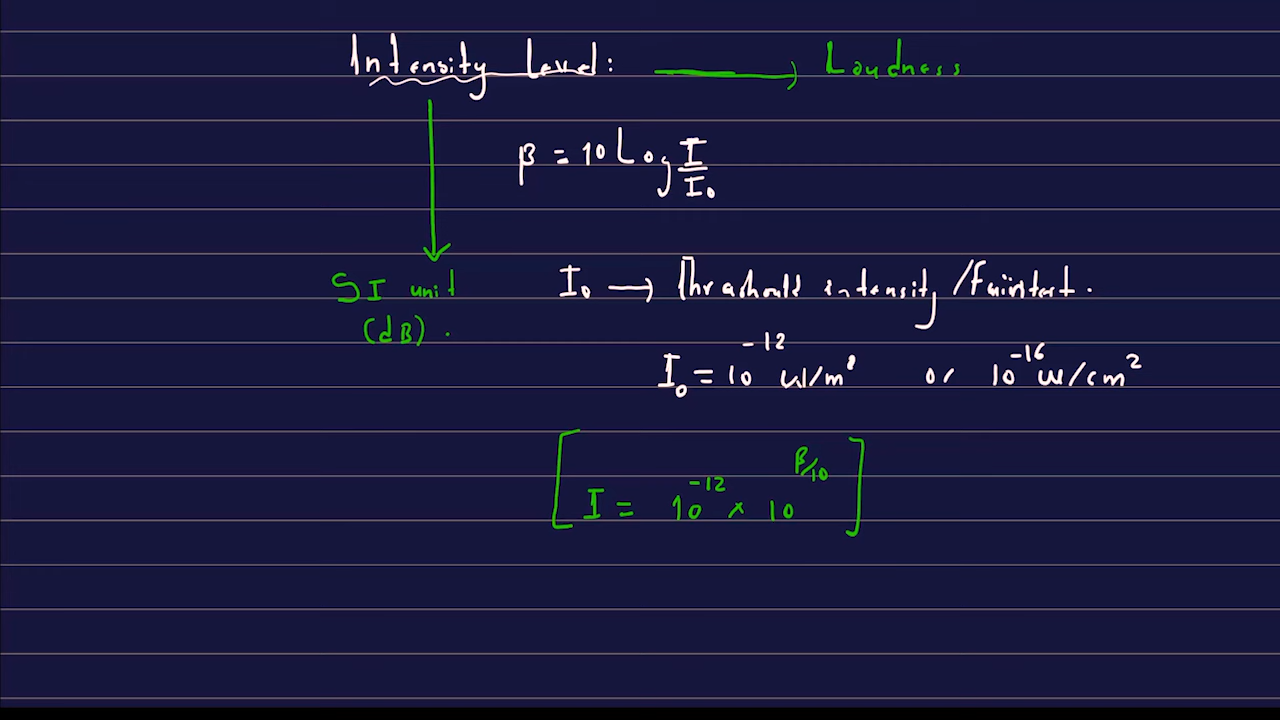 Intensity Level: → Loudness
β = 10 Log I/I₀
SI unit
(dB).
I₀ → Threshould intensity / Faintest.
I₀ = 10⁻¹² W/m² or 10⁻¹⁶ W/cm²
[I = 10⁻¹² × 10^(β/10)]